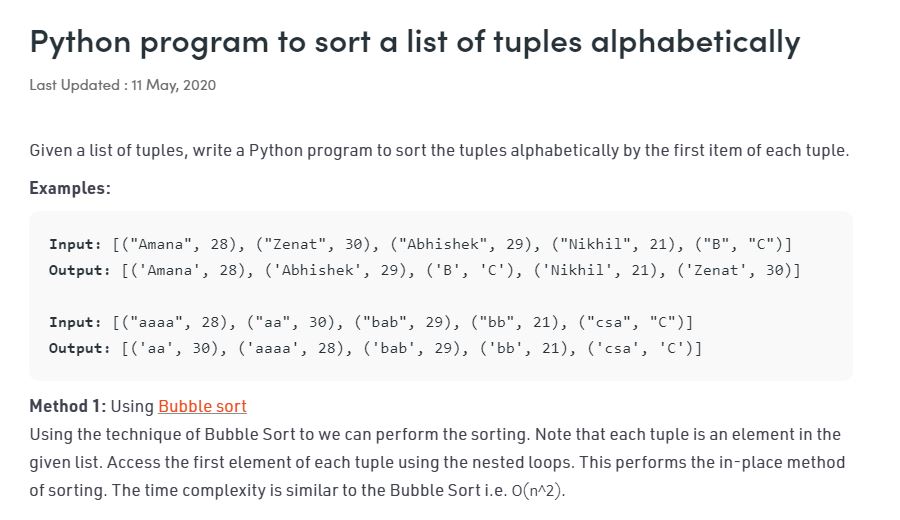 Python program to sort a list of tuples alphabetically
Last Updated : 11 May, 2020
Given a list of tuples, write a Python program to sort the tuples alphabetically by the first item of each tuple.
Examples:
Input: [("Amana", 28), ("Zenat", 30), ("Abhishek", 29), ("Nikhil", 21), ("B", "C")]
Output: [('Amana', 28), ('Abhishek', 29), ('B', 'C'), ('Nikhil', 21), ('Zenat', 30)]
Input: [("aaaa", 28), ("aa", 30), ("bab", 29), ("bb", 21), ("csa", "C")]
Output: [('aa', 30), ('aaaa', 28), ('bab', 29), ('bb', 21), ('csa', 'C')]
Method 1: Using Bubble sort
Using the technique of Bubble Sort to we can perform the sorting. Note that each tuple is an element in the
given list. Access the first element of each tuple using the nested loops. This performs the in-place method
of sorting. The time complexity is similar to the Bubble Sort i.e. O(n^2).